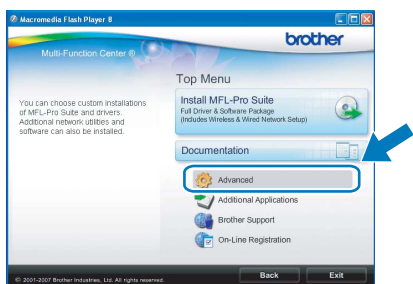 Macromedia Flash Player 8
brother
Multi-Function Center ®
Top Menu
You can choose custom installations
of MFL-Pro Suite and drivers.
Additional network utilities and
software can also be installed.
Install MFL-Pro Suite
Full Driver & Software Package
(Includes Wireless & Wired Network Setup)
Documentation
Advanced
Additional Applications
Brother Support
On-Line Registration
© 2001-2007 Brother Industries, Ltd. All rights reserved.
Back
Exit